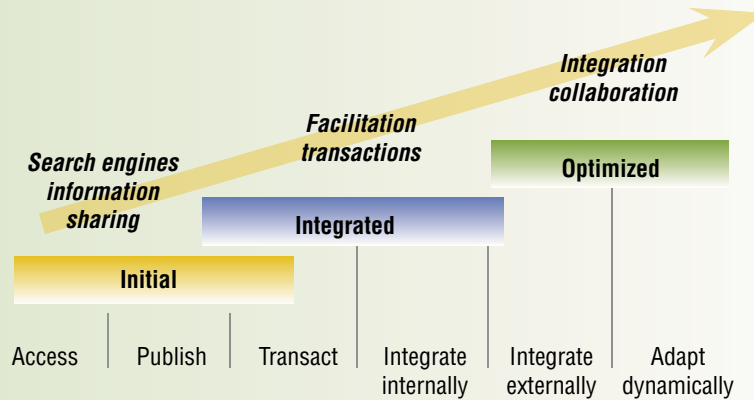 Integration
collaboration
Facilitation
transactions
Search engines
information
sharing
Optimized
Integrated
Initial
Access
Publish
Transact
Integrate
internally
Integrate
externally
Adapt
dynamically